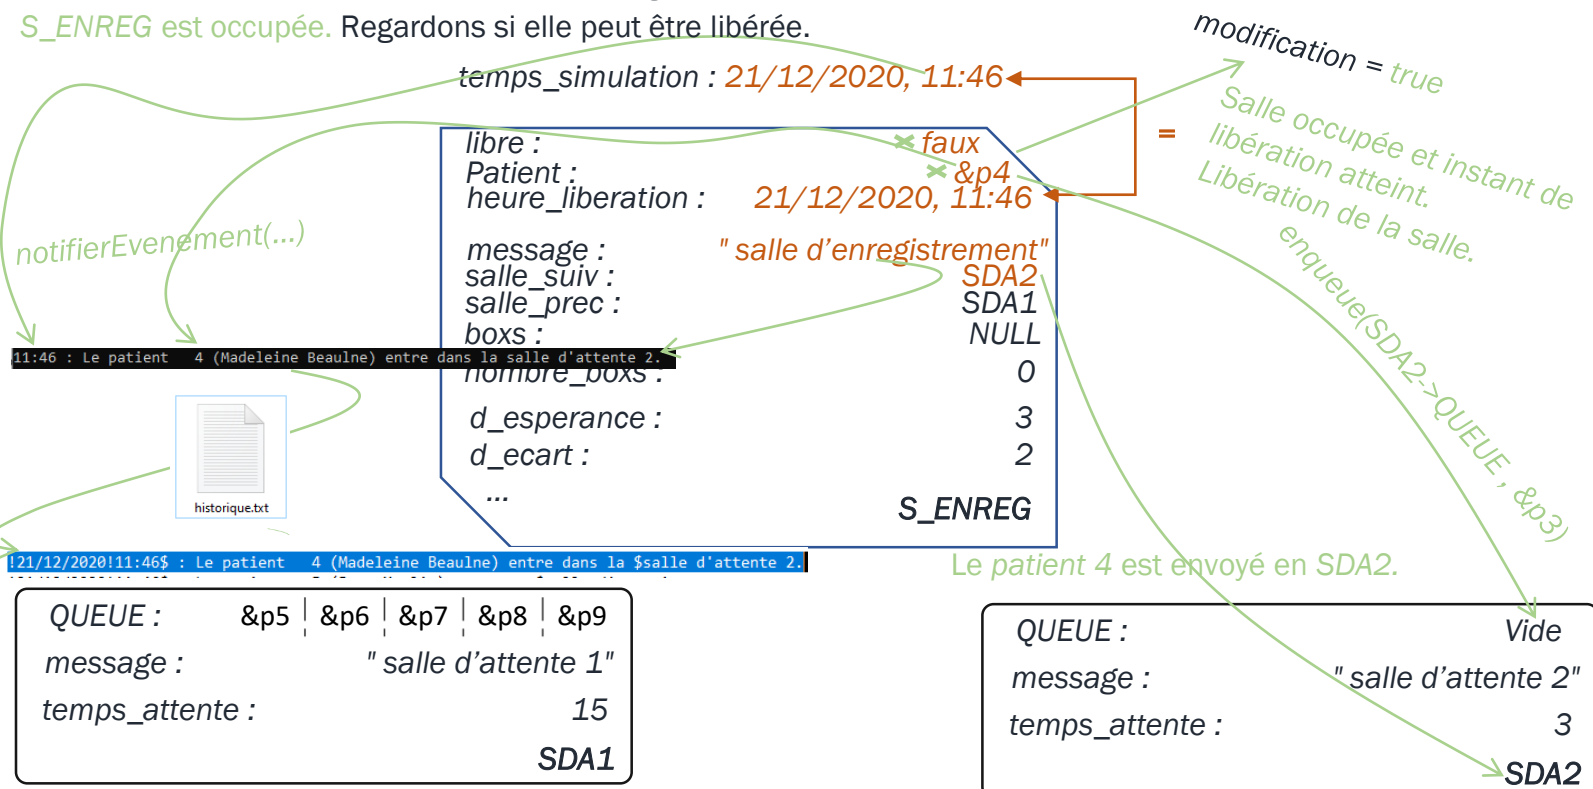 S_ENREG est occupée. Regardons si elle peut être libérée.
modification = true
temps_simulation : 21/12/2020, 11:46
Salle occupée et instant de
libération atteint.
Libération de la salle.
=
libre : faux
Patient : &p4
heure_liberation : 21/12/2020, 11:46
notifierEvenement(...)
message : " salle d'enregistrement"
salle_suiv : SDA2
salle_prec : SDA1
boxs : NULL
enqueue(SDA2->QUEUE , &p3)
11:46 : Le patient   4 (Madeleine Beaulne) entre dans la salle d'attente 2.
nombre_boxs : 0
d_esperance : 3
d_ecart : 2
...
historique.txt
S_ENREG
!21/12/2020!11:46$ : Le patient   4 (Madeleine Beaulne) entre dans la $salle d'attente 2.
Le patient 4 est envoyé en SDA2.
QUEUE : &p5 | &p6 | &p7 | &p8 | &p9
message : " salle d'attente 1"
temps_attente : 15
SDA1
QUEUE : Vide
message : " salle d'attente 2"
temps_attente : 3
SDA2